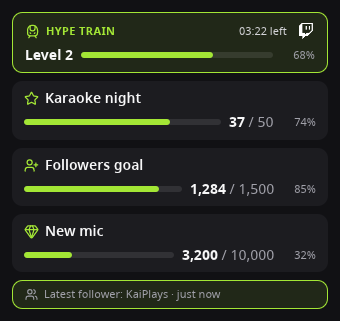 HYPE TRAIN 03:22 left
Level 2 68%
Karaoke night
37 / 50 74%
Followers goal
1,284 / 1,500 85%
New mic
3,200 / 10,000 32%
Latest follower: KaiPlays · just now